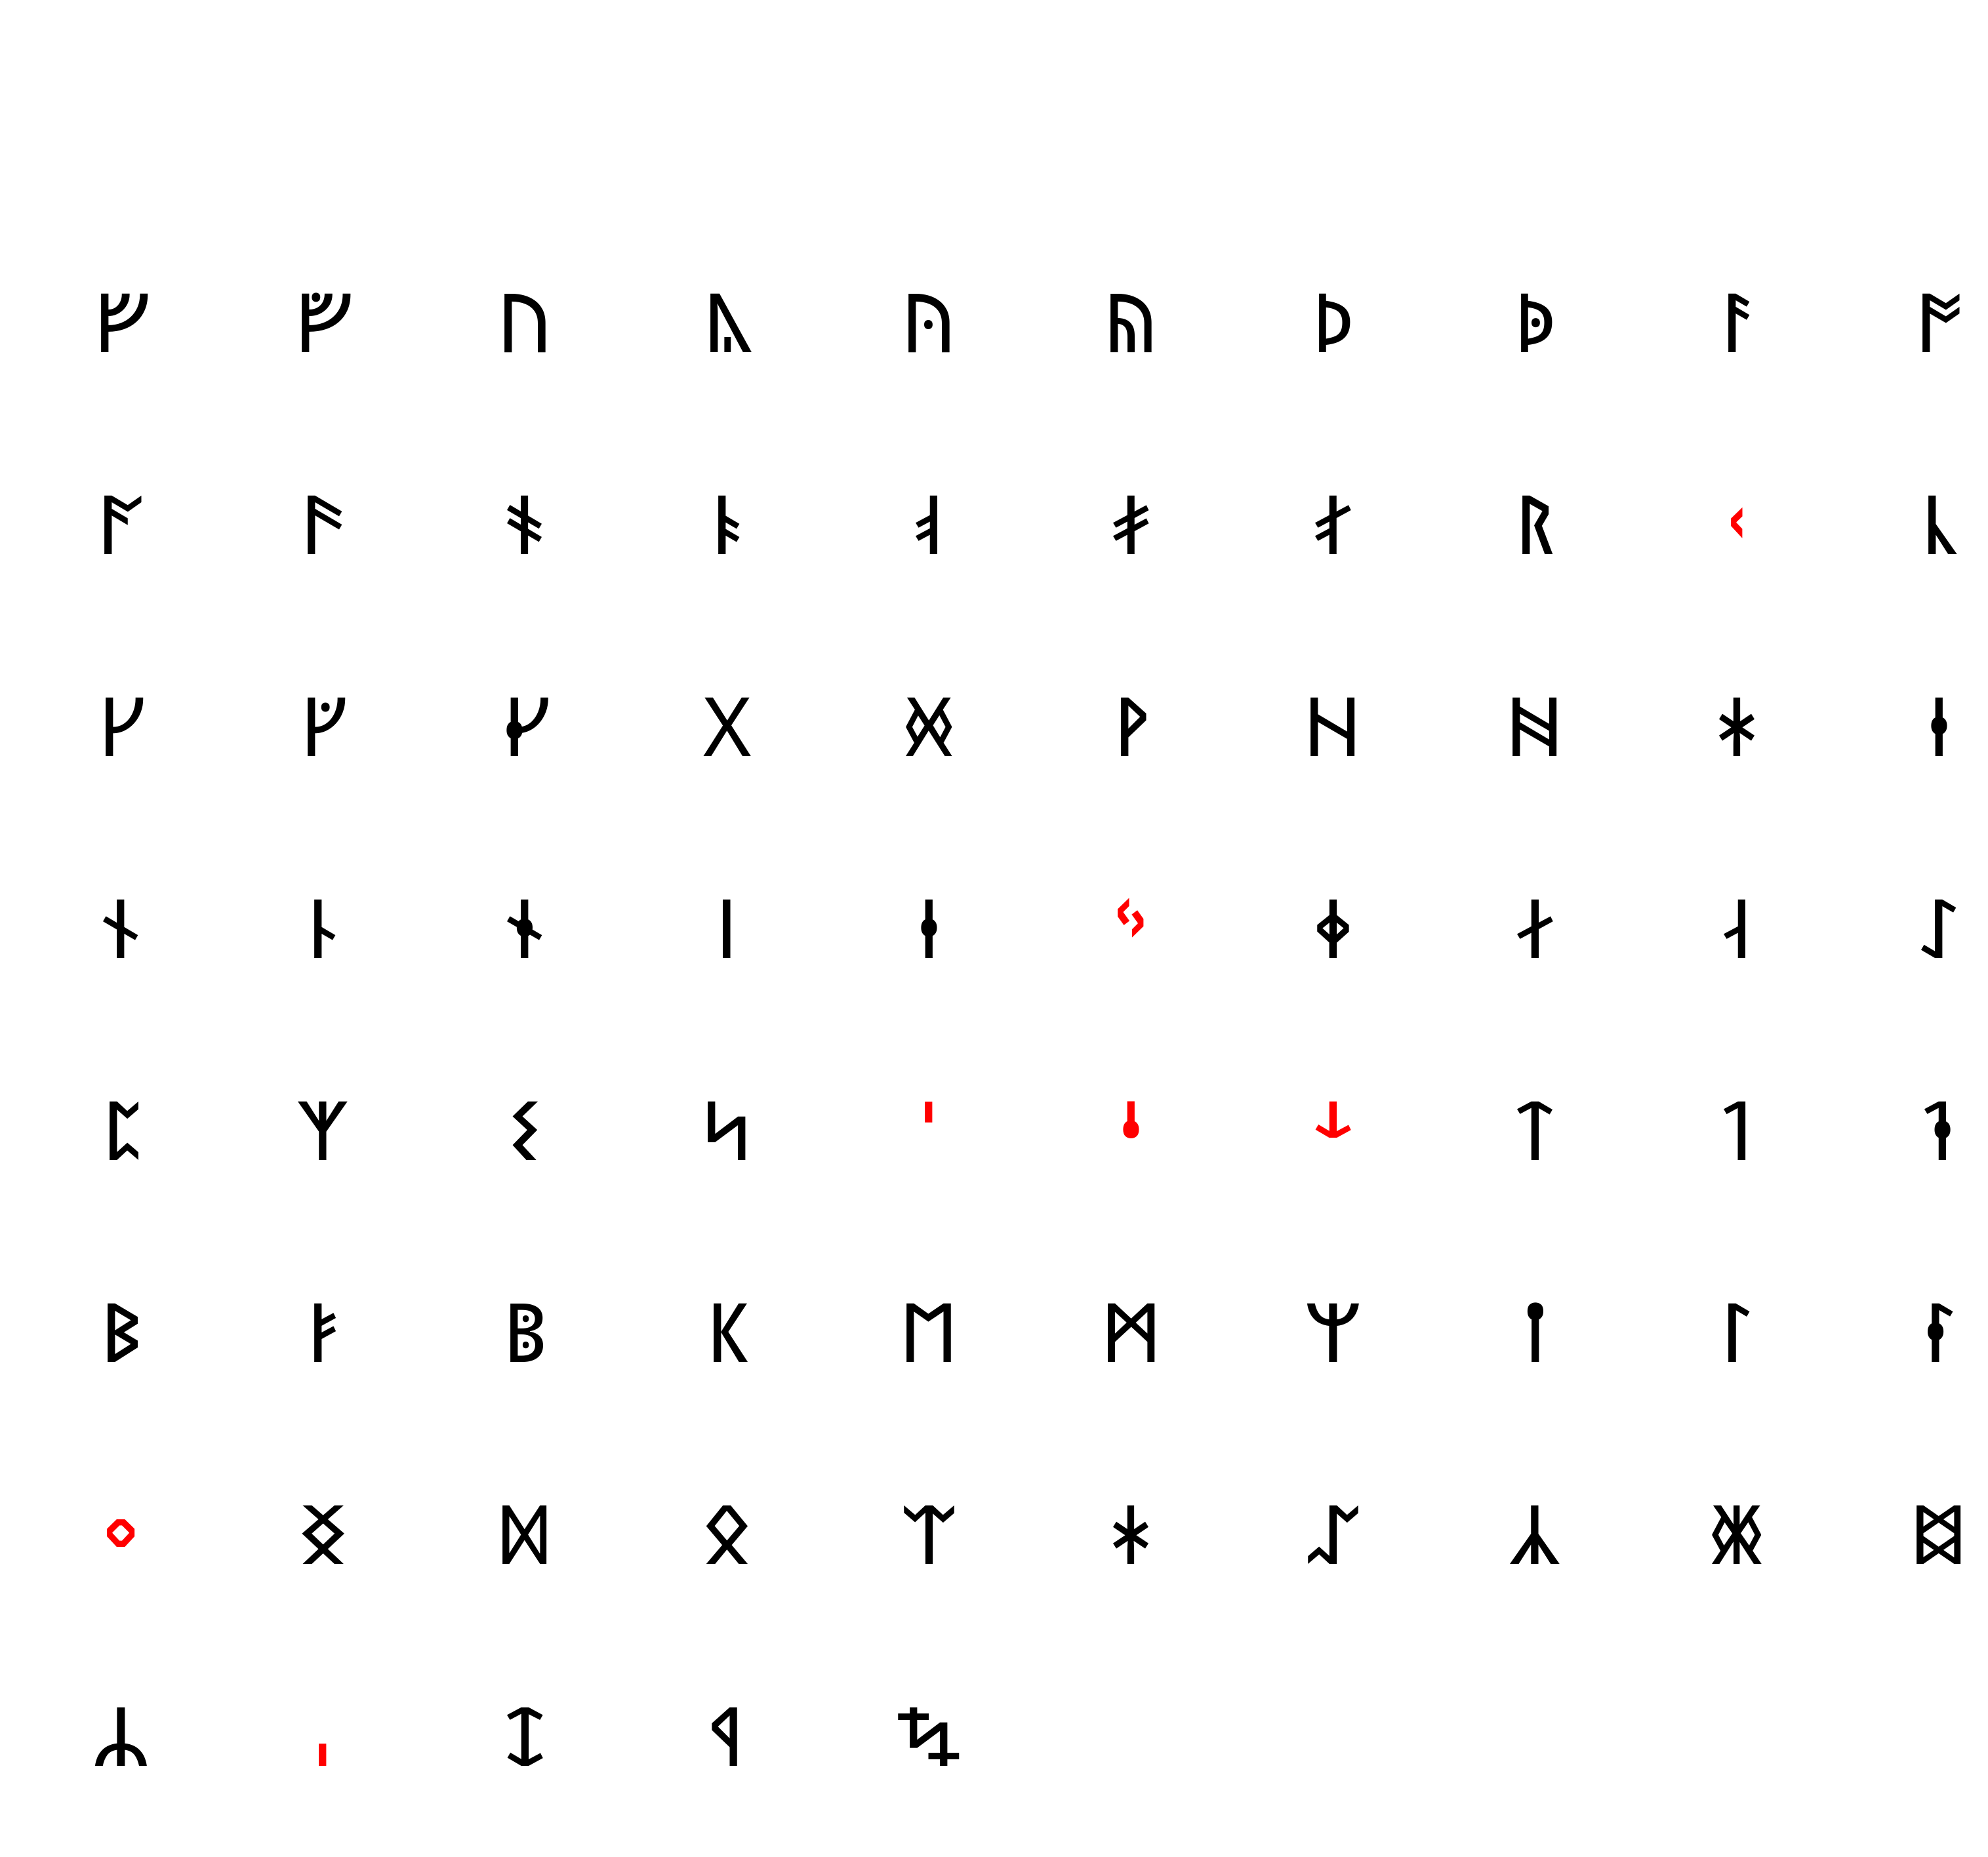 ᚠ ᚡ ᚢ ᚣ ᚤ ᚥ ᚦ ᚧ ᚨ ᚩ
ᚪ ᚫ ᚬ ᚭ ᚮ ᚯ ᚰ ᚱ ᚲ ᚳ
ᚴ ᚵ ᚶ ᚷ ᚸ ᚹ ᚺ ᚻ ᚼ ᚽ
ᚾ ᚿ ᛀ ᛁ ᛂ ᛃ ᛄ ᛅ ᛆ ᛇ
ᛈ ᛉ ᛊ ᛋ ᛌ ᛍ ᛎ ᛏ ᛐ ᛑ
ᛒ ᛓ ᛔ ᛕ ᛖ ᛗ ᛘ ᛙ ᛚ ᛛ
ᛜ ᛝ ᛞ ᛟ ᛠ ᛡ ᛢ ᛣ ᛤ ᛥ
ᛦ ᛧ ᛨ ᛩ ᛪ